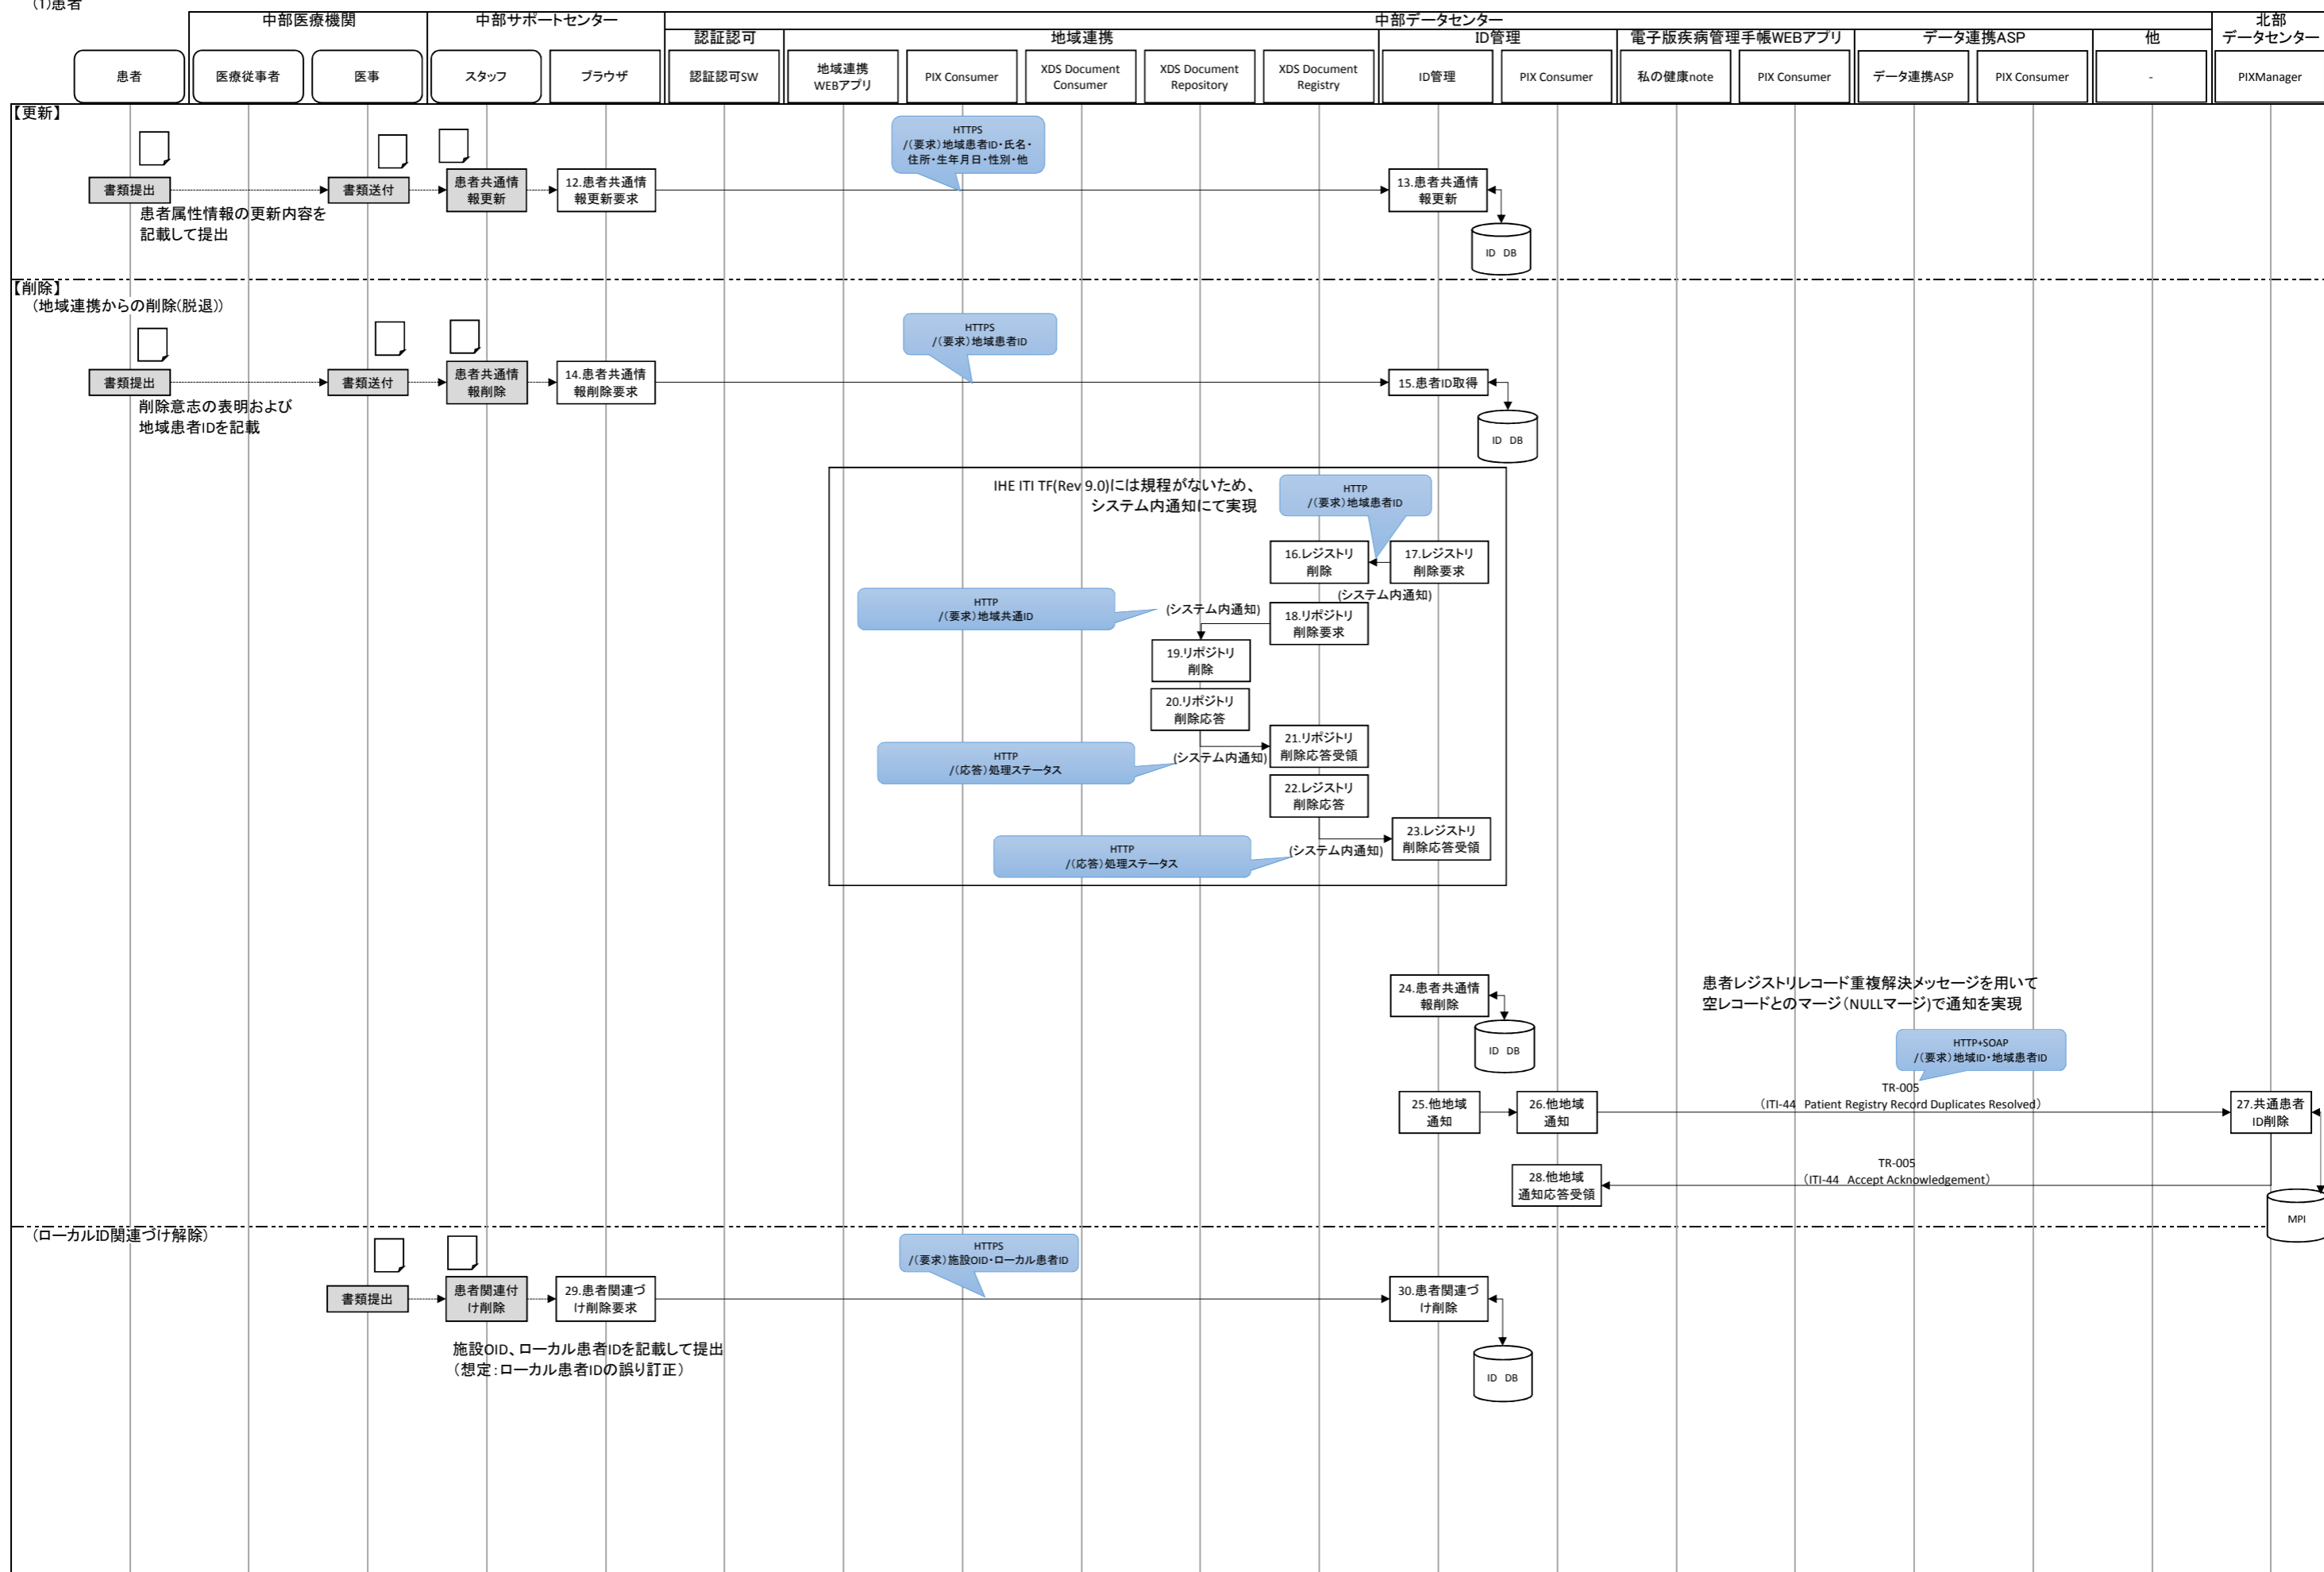 (1)患者
中部医療機関
中部サポートセンター
中部データセンター
北部
データセンター
認証認可
地域連携
ID管理
電子版疾病管理手帳WEBアプリ
データ連携ASP
他
患者
医療従事者
医事
スタッフ
ブラウザ
認証認可SW
地域連携
WEBアプリ
PIX Consumer
XDS Document
Consumer
XDS Document
Repository
XDS Document
Registry
ID管理
PIX Consumer
私の健康note
PIX Consumer
データ連携ASP
PIX Consumer
-
PIXManager
【更新】
HTTPS
/(要求)地域患者ID・氏名・
住所・生年月日・性別・他
書類提出
書類送付
患者共通情
報更新
12.患者共通情
報更新要求
13.患者共通情
報更新
患者属性情報の更新内容を
記載して提出
ID DB
【削除】
(地域連携からの削除(脱退))
HTTPS
/(要求)地域患者ID
書類提出
書類送付
患者共通情
報削除
14.患者共通情
報削除要求
15.患者ID取得
削除意志の表明および
地域患者IDを記載
ID DB
IHE ITI TF(Rev 9.0)には規程がないため、
システム内通知にて実現
HTTP
/(要求)地域患者ID
16.レジストリ
削除
17.レジストリ
削除要求
(システム内通知)
HTTP
/(要求)地域共通ID
(システム内通知)
18.リポジトリ
削除要求
19.リポジトリ
削除
20.リポジトリ
削除応答
21.リポジトリ
削除応答受領
(システム内通知)
HTTP
/(応答)処理ステータス
22.レジストリ
削除応答
23.レジストリ
削除応答受領
(システム内通知)
HTTP
/(応答)処理ステータス
24.患者共通情
報削除
ID DB
患者レジストリレコード重複解決メッセージを用いて
空レコードとのマージ(NULLマージ)で通知を実現
HTTP+SOAP
/(要求)地域ID・地域患者ID
25.他地域
通知
26.他地域
通知
TR-005
(ITI-44 Patient Registry Record Duplicates Resolved)
27.共通患者
ID削除
28.他地域
通知応答受領
TR-005
(ITI-44 Accept Acknowledgement)
MPI
(ローカルID関連づけ解除)
HTTPS
/(要求)施設OID・ローカル患者ID
書類提出
患者関連付
け削除
29.患者関連づ
け削除要求
30.患者関連づ
け削除
施設OID、ローカル患者IDを記載して提出
(想定:ローカル患者IDの誤り訂正)
ID DB